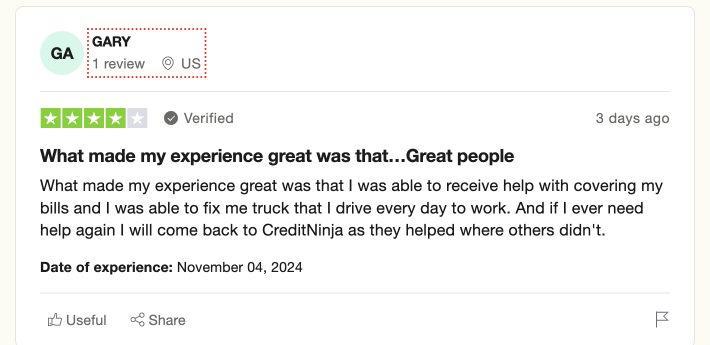 GA
GARY
1 review US
Verified
3 days ago
What made my experience great was that…Great people
What made my experience great was that I was able to receive help with covering my
bills and I was able to fix me truck that I drive every day to work. And if I ever need
help again I will come back to CreditNinja as they helped where others didn't.
Date of experience: November 04, 2024
Useful Share